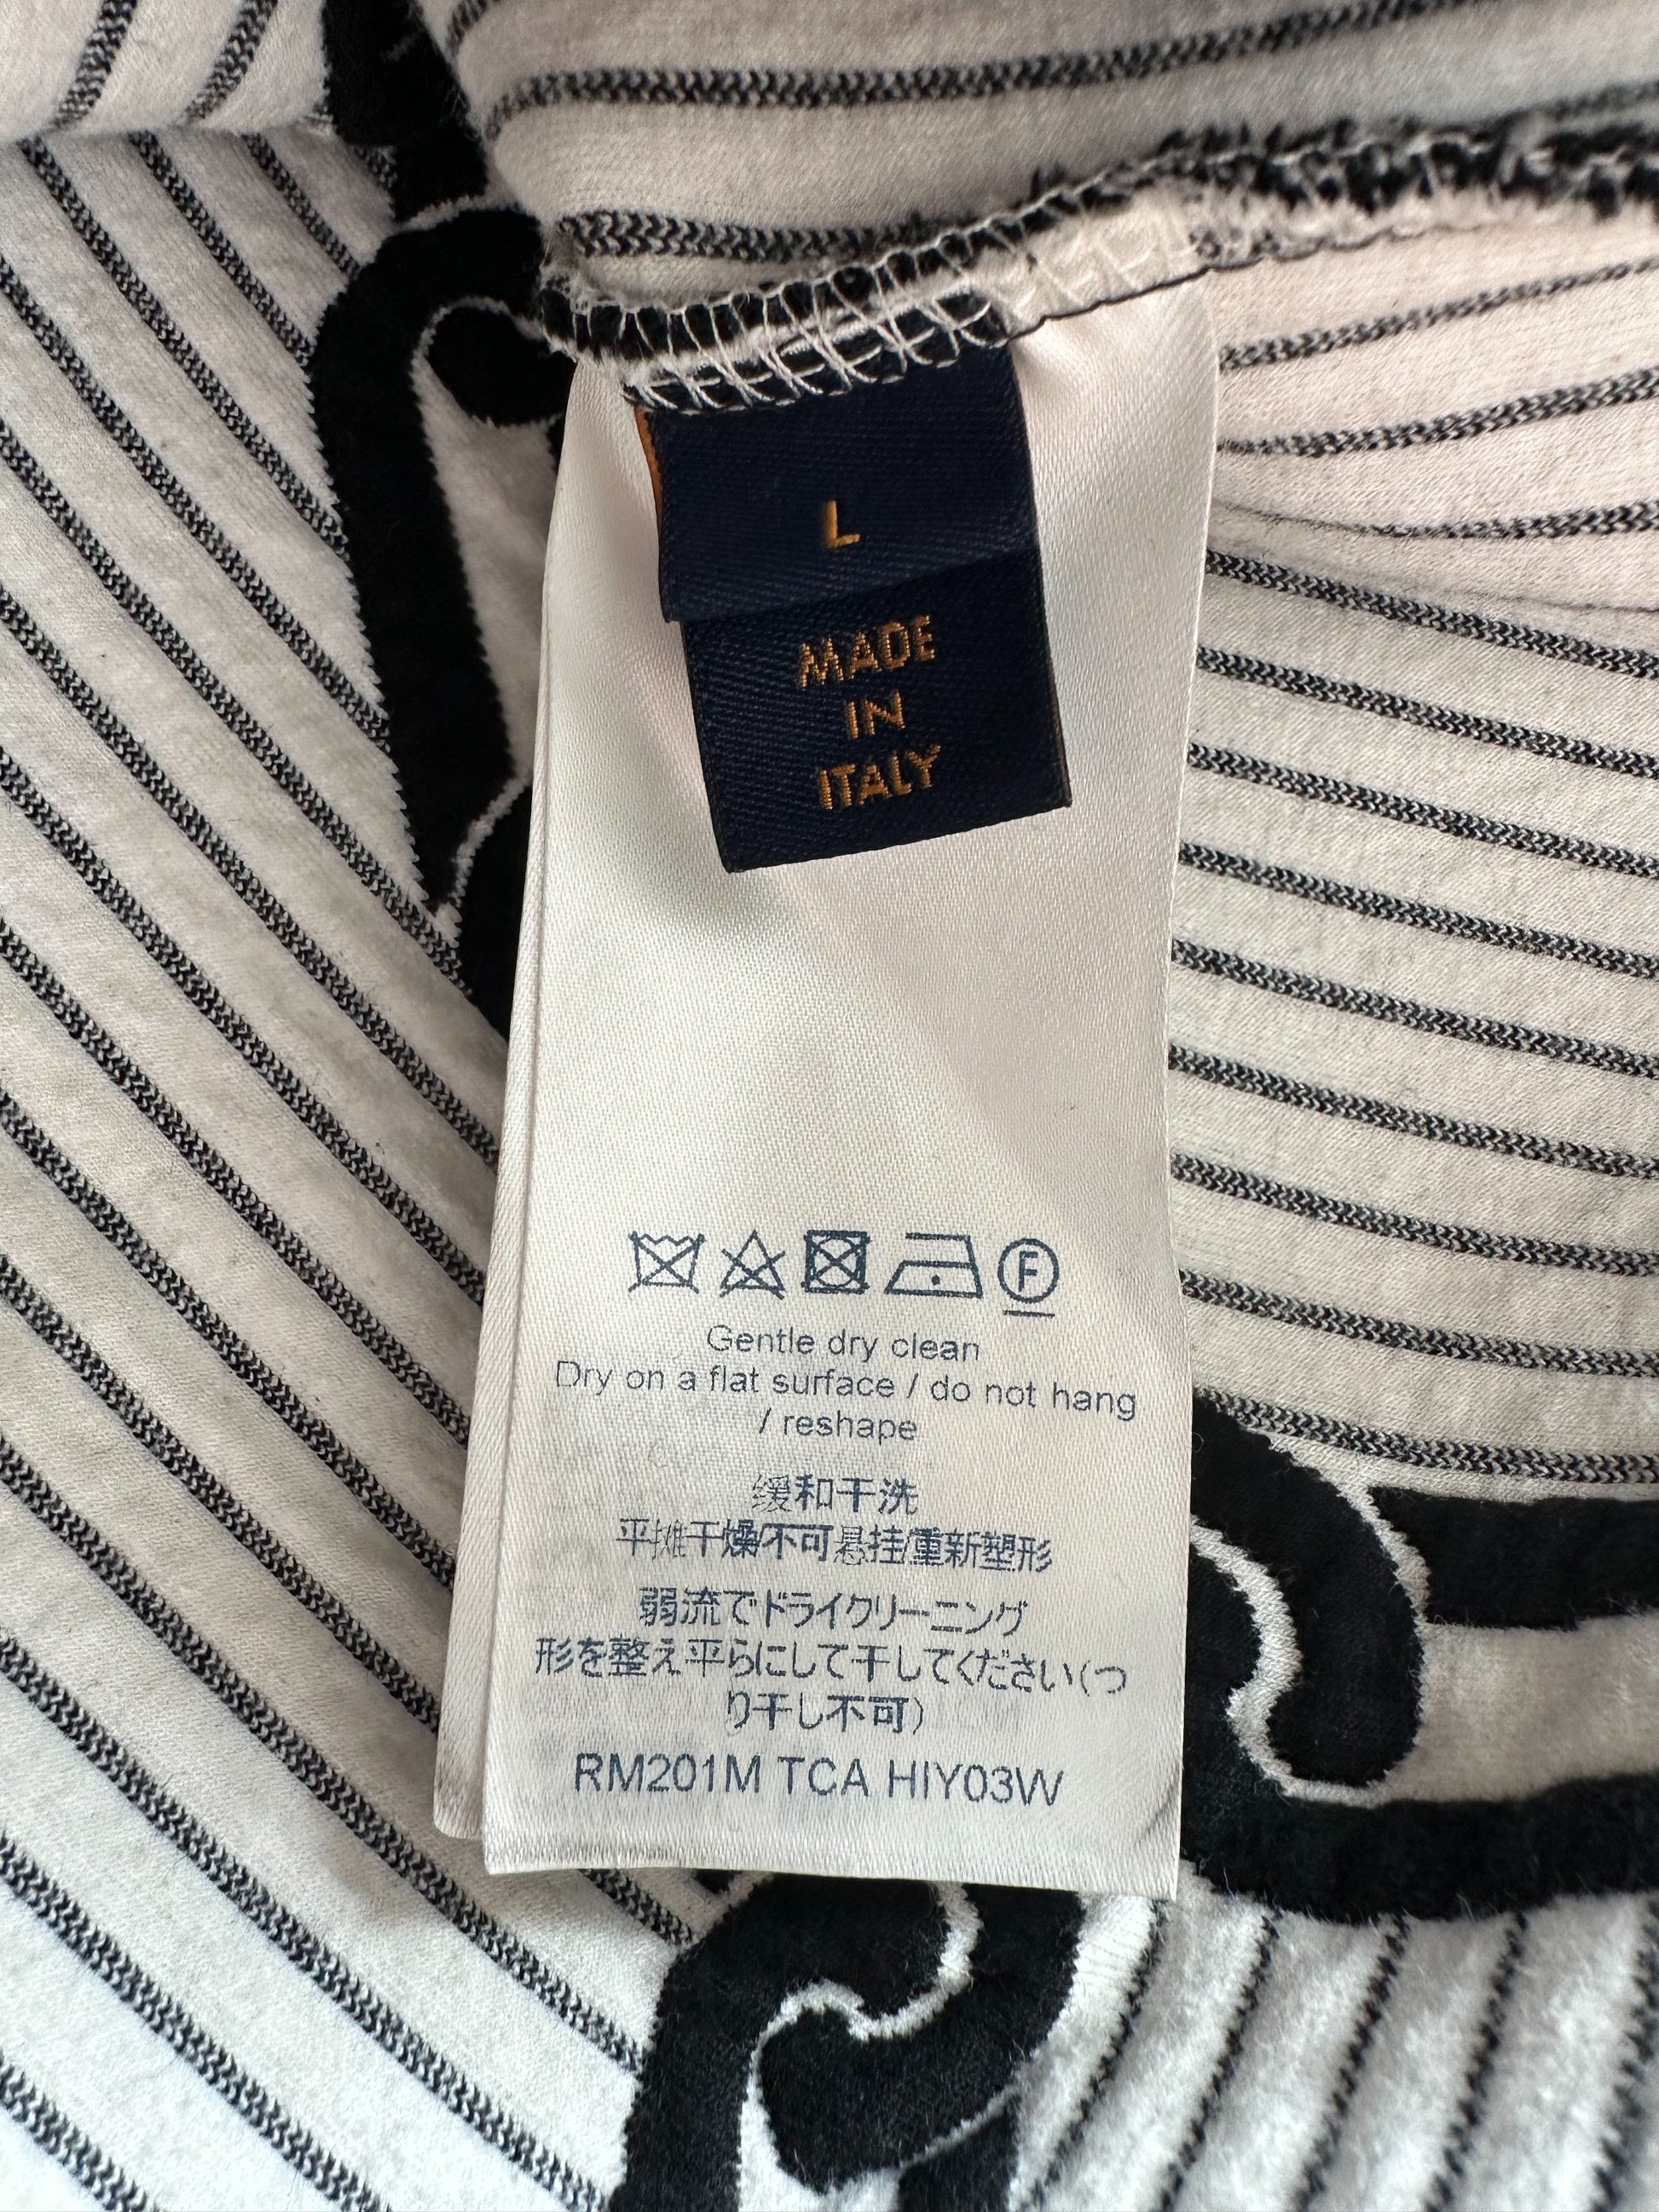 L
MADE
IN
ITALY
F
Gentle dry clean
Dry on a flat surface / do not hang
/ reshape
缓和干洗
平摊干燥/不可悬挂/重新塑形
弱流でドライクリーニング
形を整え平らにして干してください(つ
り干し不可)
RM201M TCA HIY03W